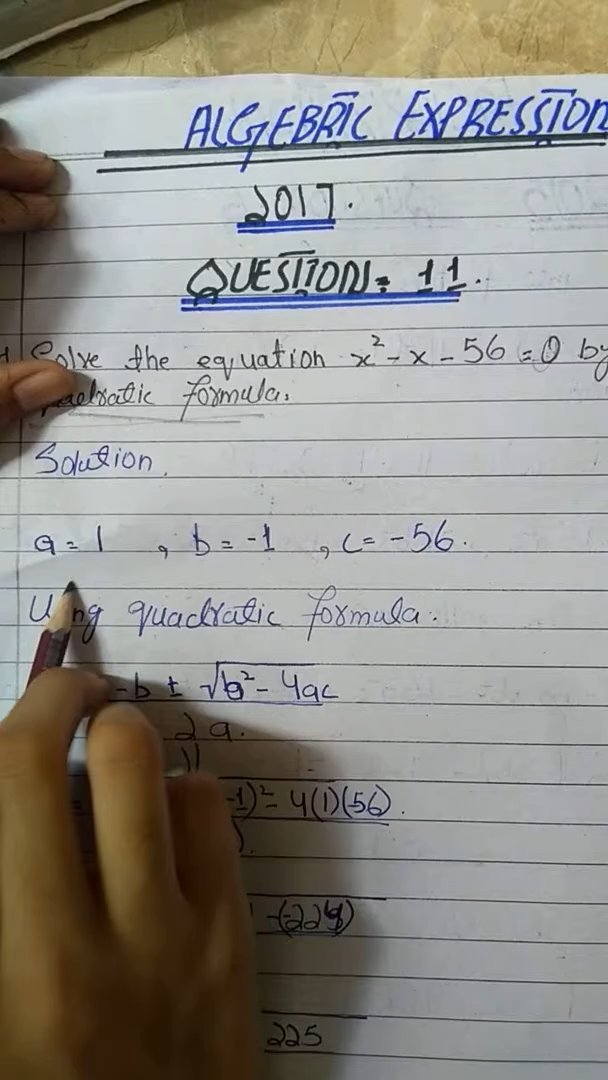 ALGEBRIC EXPRESSION
2017.
QUESTION = 11.
Solve the equation x² - x - 56 = 0 by
quadratic formula.
Solution.
a = 1 , b = -1 , c = -56.
Using quadratic formula.
-b ± √b² - 4ac
2a.
-1)² - 4(1)(56)
).
-(-224)
225